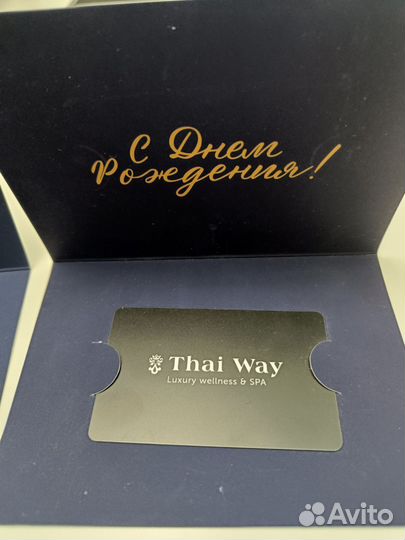 С Днем
Рождения!
Thai Way
Luxury wellness & SPA
Avito